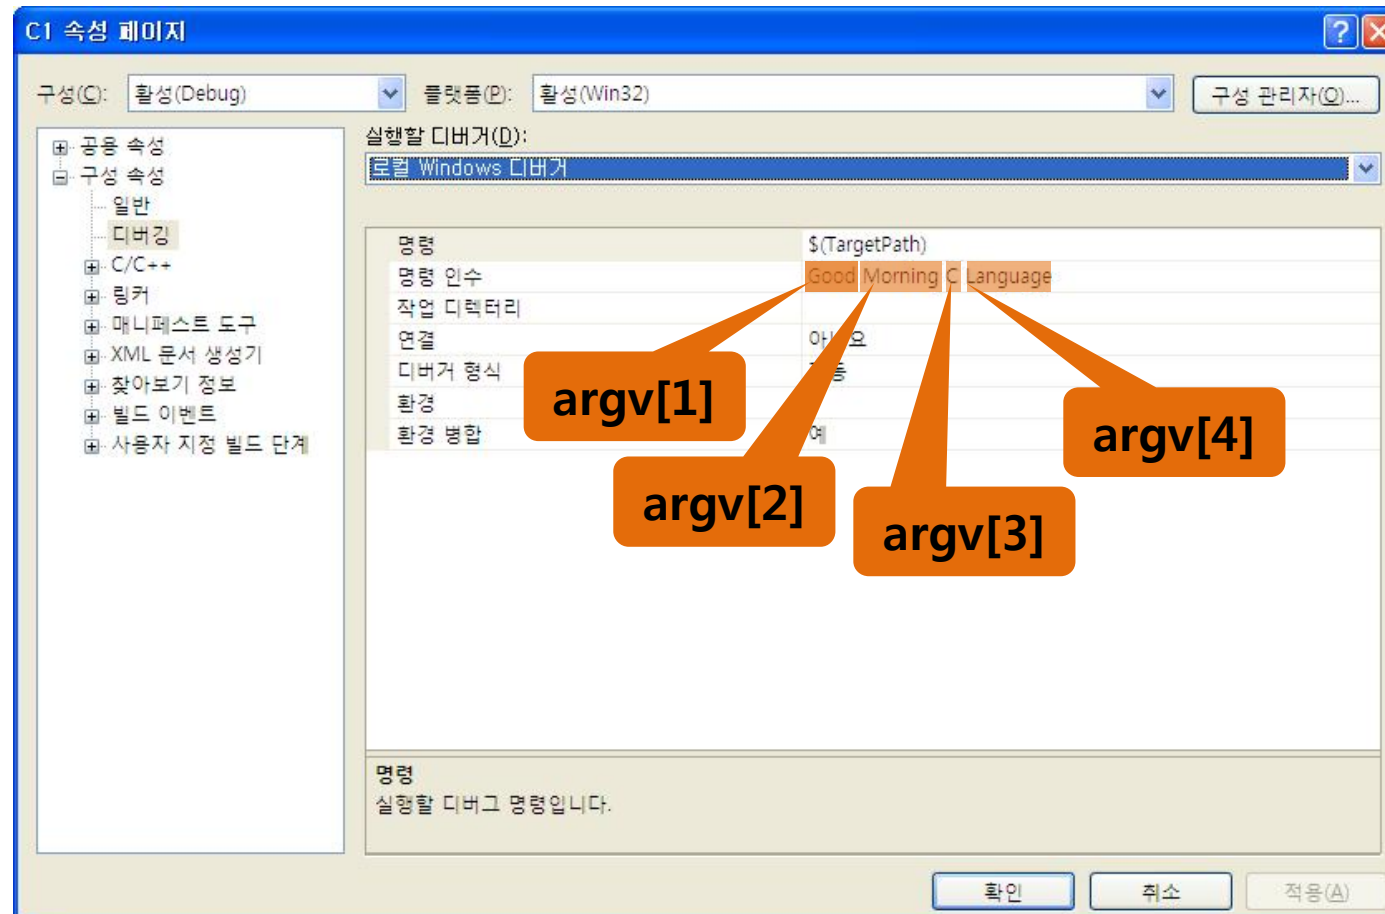 C1 속성 페이지
구성(C): 활성(Debug) 플랫폼(P): 활성(Win32) 구성 관리자(O)...
실행할 디버거(D):
로컬 Windows 디버거
공용 속성
구성 속성
일반
디버깅
C/C++
링커
매니페스트 도구
XML 문서 생성기
찾아보기 정보
빌드 이벤트
사용자 지정 빌드 단계
명령 $(TargetPath)
명령 인수 Good Morning C Language
작업 디렉터리
연결
디버거 형식
환경
환경 병합 예
argv[1]
argv[2]
argv[3]
argv[4]
명령
실행할 디버그 명령입니다.
확인 취소 적용(A)